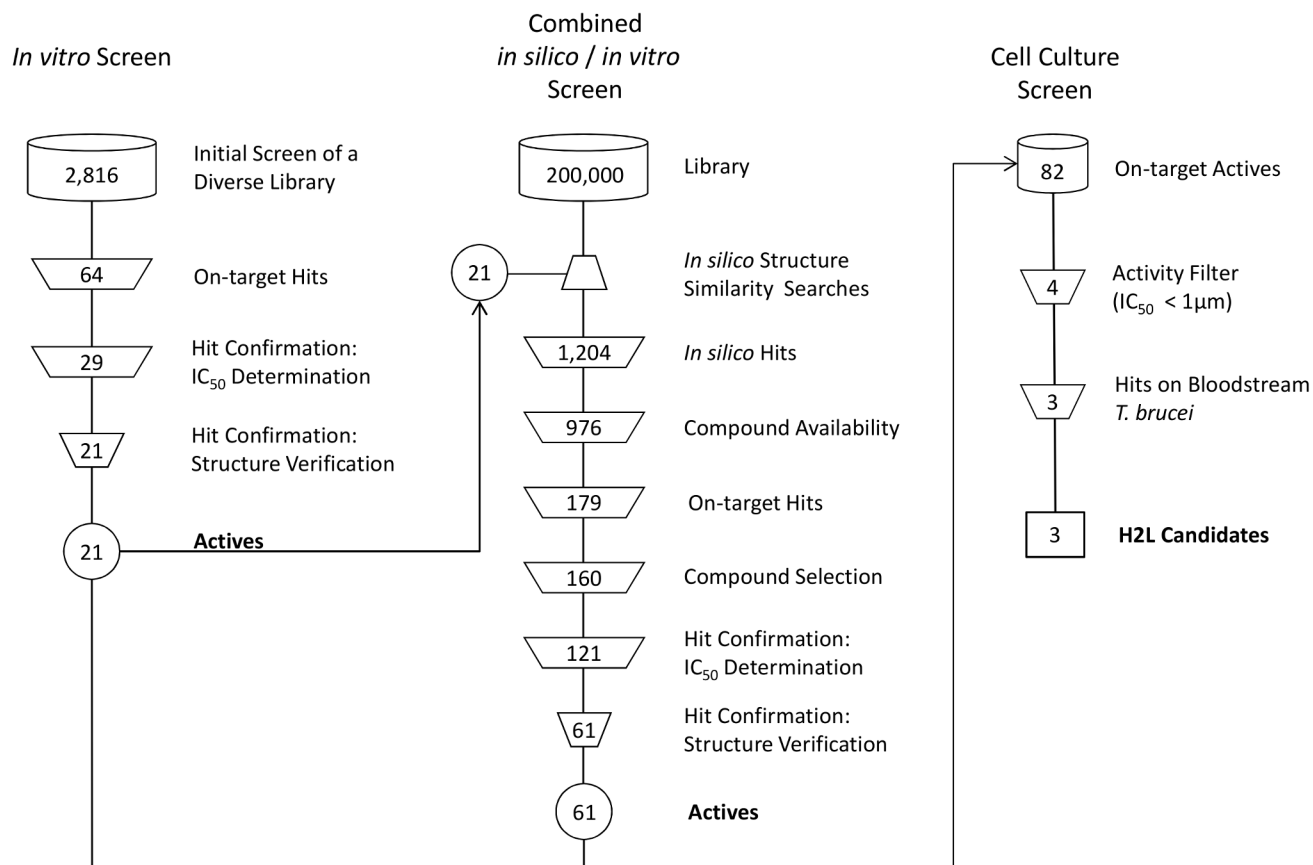 In vitro Screen
2,816
Initial Screen of a
Diverse Library
64
On-target Hits
29
Hit Confirmation:
IC50 Determination
21
Hit Confirmation:
Structure Verification
21
Actives
Combined
in silico / in vitro
Screen
200,000
Library
21
In silico Structure
Similarity Searches
1,204
In silico Hits
976
Compound Availability
179
On-target Hits
160
Compound Selection
121
Hit Confirmation:
IC50 Determination
61
Hit Confirmation:
Structure Verification
61
Actives
Cell Culture
Screen
82
On-target Actives
4
Activity Filter
(IC50 < 1µm)
3
Hits on Bloodstream
T. brucei
3
H2L Candidates